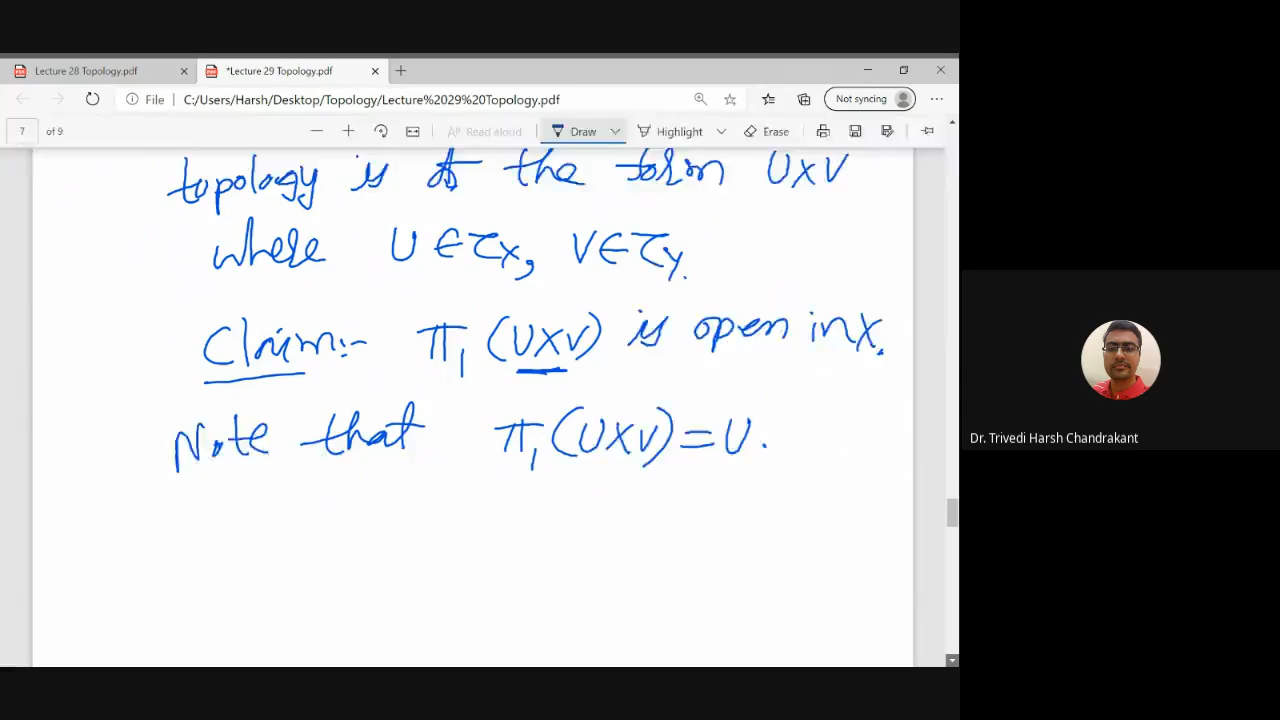 Lecture 28 Topology.pdf
*Lecture 29 Topology.pdf
File
C:/Users/Harsh/Desktop/Topology/Lecture%2029%20Topology.pdf
Not syncing
7 of 9
Read aloud
Draw
Highlight
Erase
topology is of the form U×V
where U ∈ τX, V ∈ τY.
Claim:- π1 (U×V) is open in X.
Note that π1 (U×V) = U.
Dr. Trivedi Harsh Chandrakant